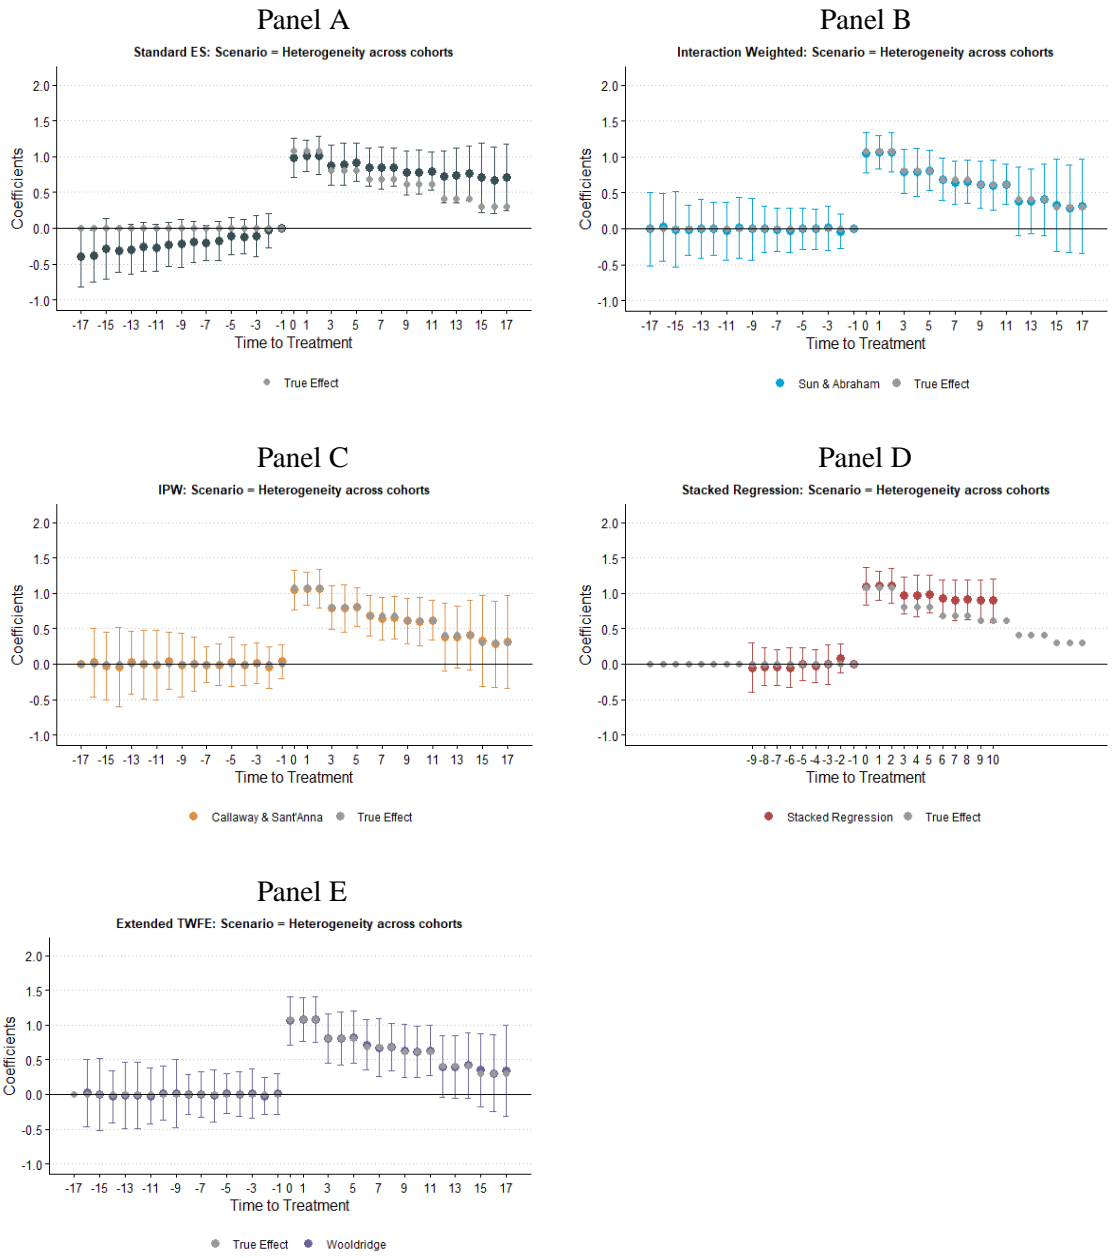 Panel A
Standard ES: Scenario = Heterogeneity across cohorts
2.0
1.5
1.0
0.5
0.0
-0.5
-1.0
Coefficients
-17 -15 -13 -11 -9 -7 -5 -3 -1 0 1 3 5 7 9 11 13 15 17
Time to Treatment
True Effect
Panel B
Interaction Weighted: Scenario = Heterogeneity across cohorts
2.0
1.5
1.0
0.5
0.0
-0.5
-1.0
Coefficients
-17 -15 -13 -11 -9 -7 -5 -3 -1 0 1 3 5 7 9 11 13 15 17
Time to Treatment
Sun & Abraham True Effect
Panel C
IPW: Scenario = Heterogeneity across cohorts
2.0
1.5
1.0
0.5
0.0
-0.5
-1.0
Coefficients
-17 -15 -13 -11 -9 -7 -5 -3 -1 0 1 3 5 7 9 11 13 15 17
Time to Treatment
Callaway & Sant'Anna True Effect
Panel D
Stacked Regression: Scenario = Heterogeneity across cohorts
2.0
1.5
1.0
0.5
0.0
-0.5
-1.0
Coefficients
-9 -8 -7 -6 -5 -4 -3 -2 -1 0 1 2 3 4 5 6 7 8 9 10
Time to Treatment
Stacked Regression True Effect
Panel E
Extended TWFE: Scenario = Heterogeneity across cohorts
2.0
1.5
1.0
0.5
0.0
-0.5
-1.0
Coefficients
-17 -15 -13 -11 -9 -7 -5 -3 -1 0 1 3 5 7 9 11 13 15 17
Time to Treatment
True Effect Wooldridge